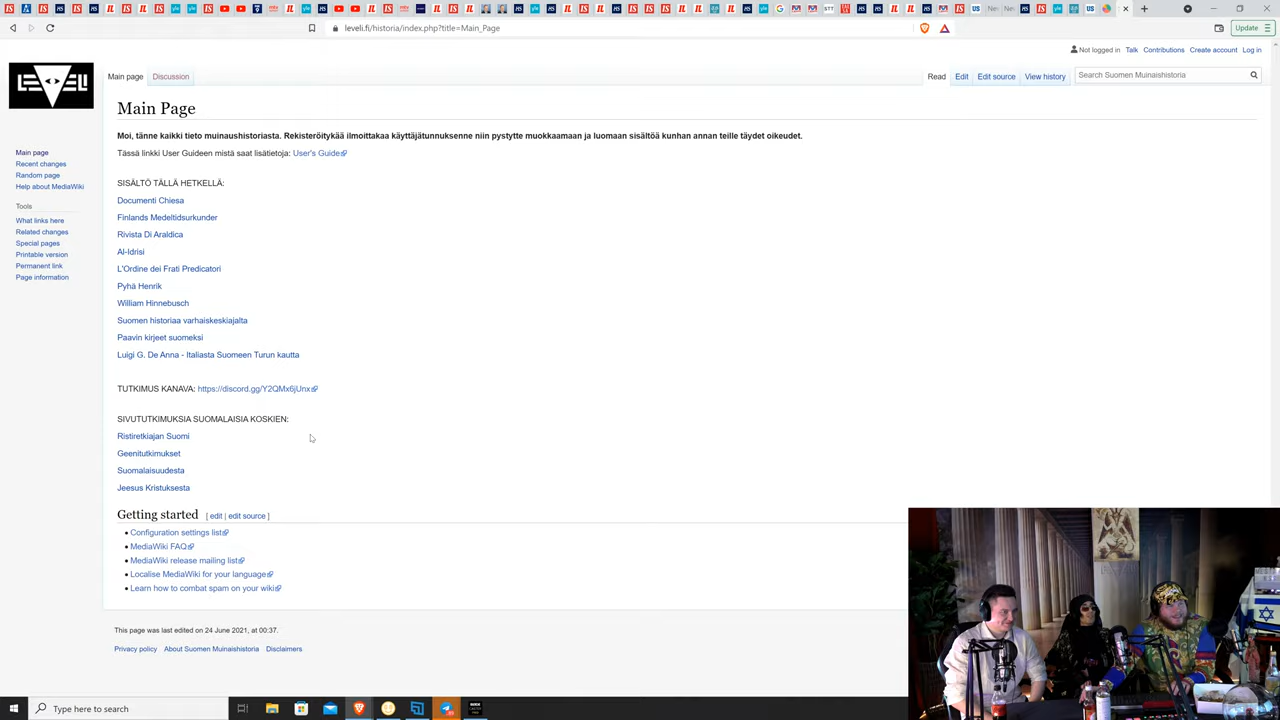 leveli.fi/historia/index.php?title=Main_Page
Update
Not logged in Talk Contributions Create account Log in
LEVELI
Main page Discussion
Read Edit Edit source View history
Search Suomen Muinaishistoria
Main Page
Moi, tänne kaikki tieto muinaushistoriasta. Rekisteröitykää ilmoittakaa käyttäjätunnuksenne niin pystytte muokkaamaan ja luomaan sisältöä kunhan annan teille täydet oikeudet.
Tässä linkki User Guideen mistä saat lisätietoja: User's Guide
Main page
Recent changes
Random page
Help about MediaWiki
Tools
What links here
Related changes
Special pages
Printable version
Permanent link
Page information
SISÄLTÖ TÄLLÄ HETKELLÄ:
Documenti Chiesa
Finlands Medeltidsurkunder
Rivista Di Araldica
Al-Idrisi
L'Ordine dei Frati Predicatori
Pyhä Henrik
William Hinnebusch
Suomen historiaa varhaiskeskiajalta
Paavin kirjeet suomeksi
Luigi G. De Anna - Italiasta Suomeen Turun kautta
TUTKIMUS KANAVA: https://discord.gg/Y2QMx6jUnx
SIVUTUTKIMUKSIA SUOMALAISIA KOSKIEN:
Ristiretkiajan Suomi
Geenitutkimukset
Suomalaisuudesta
Jeesus Kristuksesta
Getting started [ edit | edit source ]
Configuration settings list
MediaWiki FAQ
MediaWiki release mailing list
Localise MediaWiki for your language
Learn how to combat spam on your wiki
This page was last edited on 24 June 2021, at 00:37.
Privacy policy About Suomen Muinaishistoria Disclaimers
Type here to search